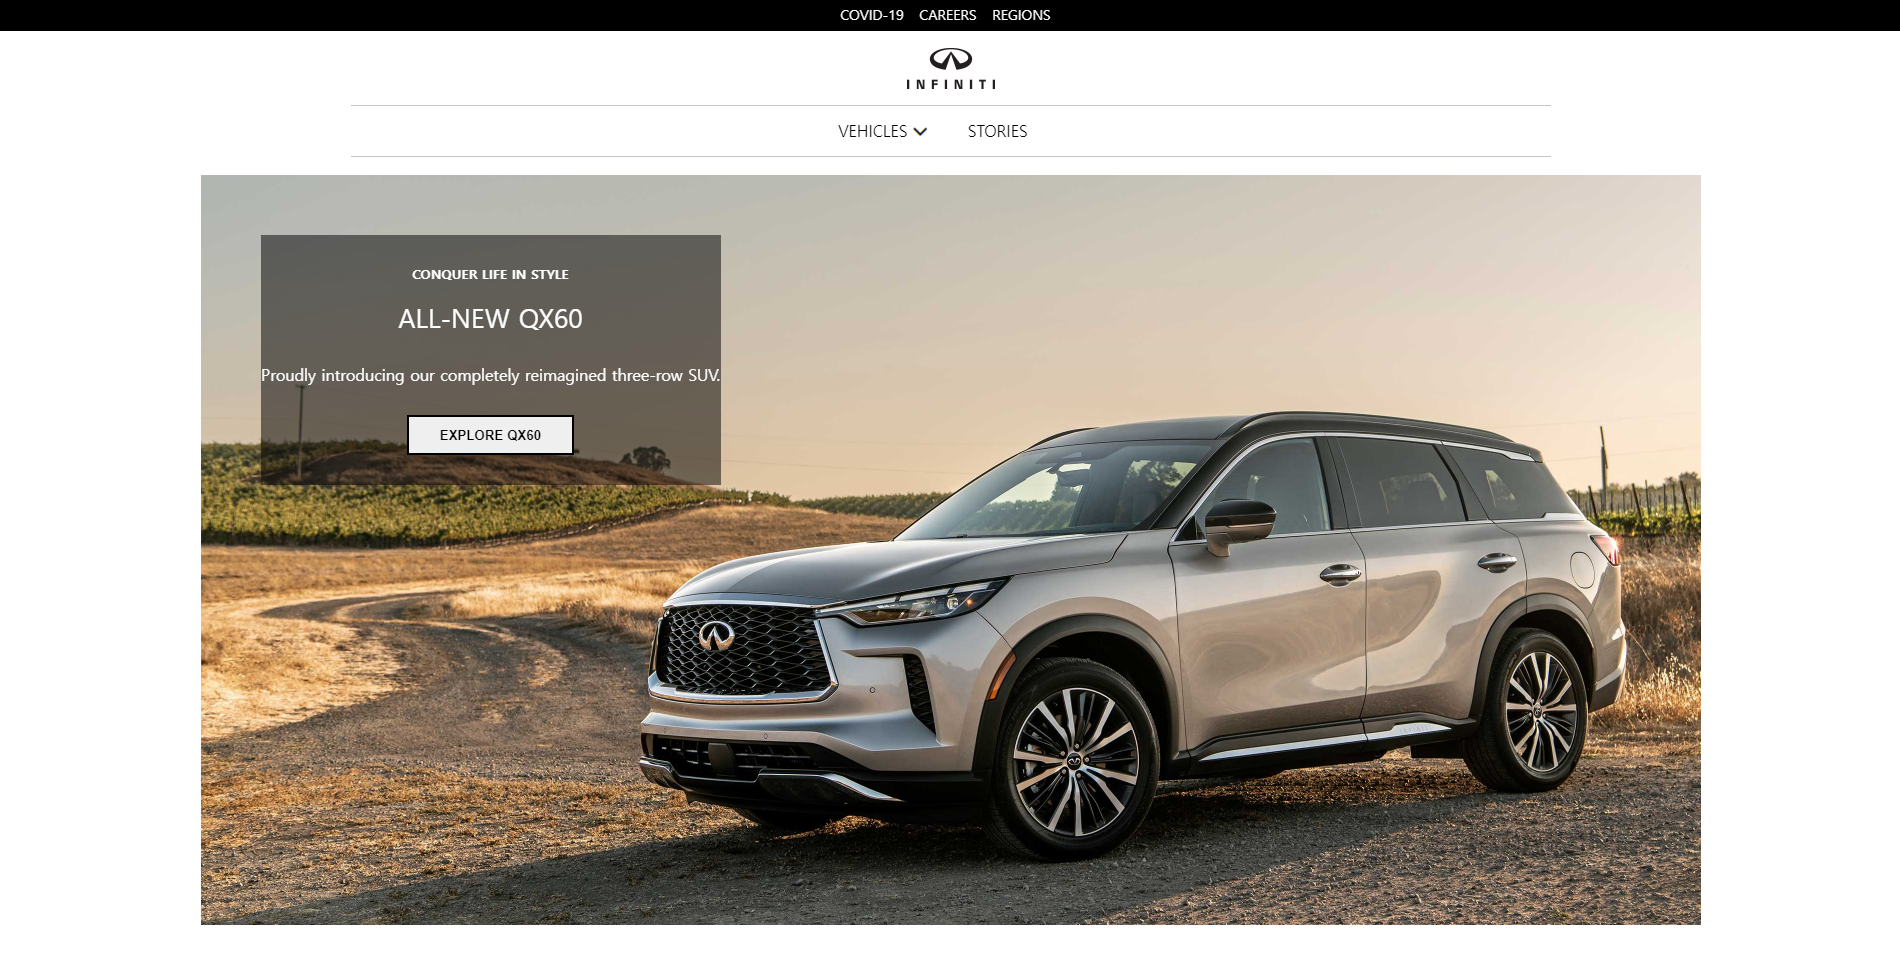 COVID-19 CAREERS REGIONS
INFINITI
VEHICLES STORIES
CONQUER LIFE IN STYLE
ALL-NEW QX60
Proudly introducing our completely reimagined three-row SUV.
EXPLORE QX60